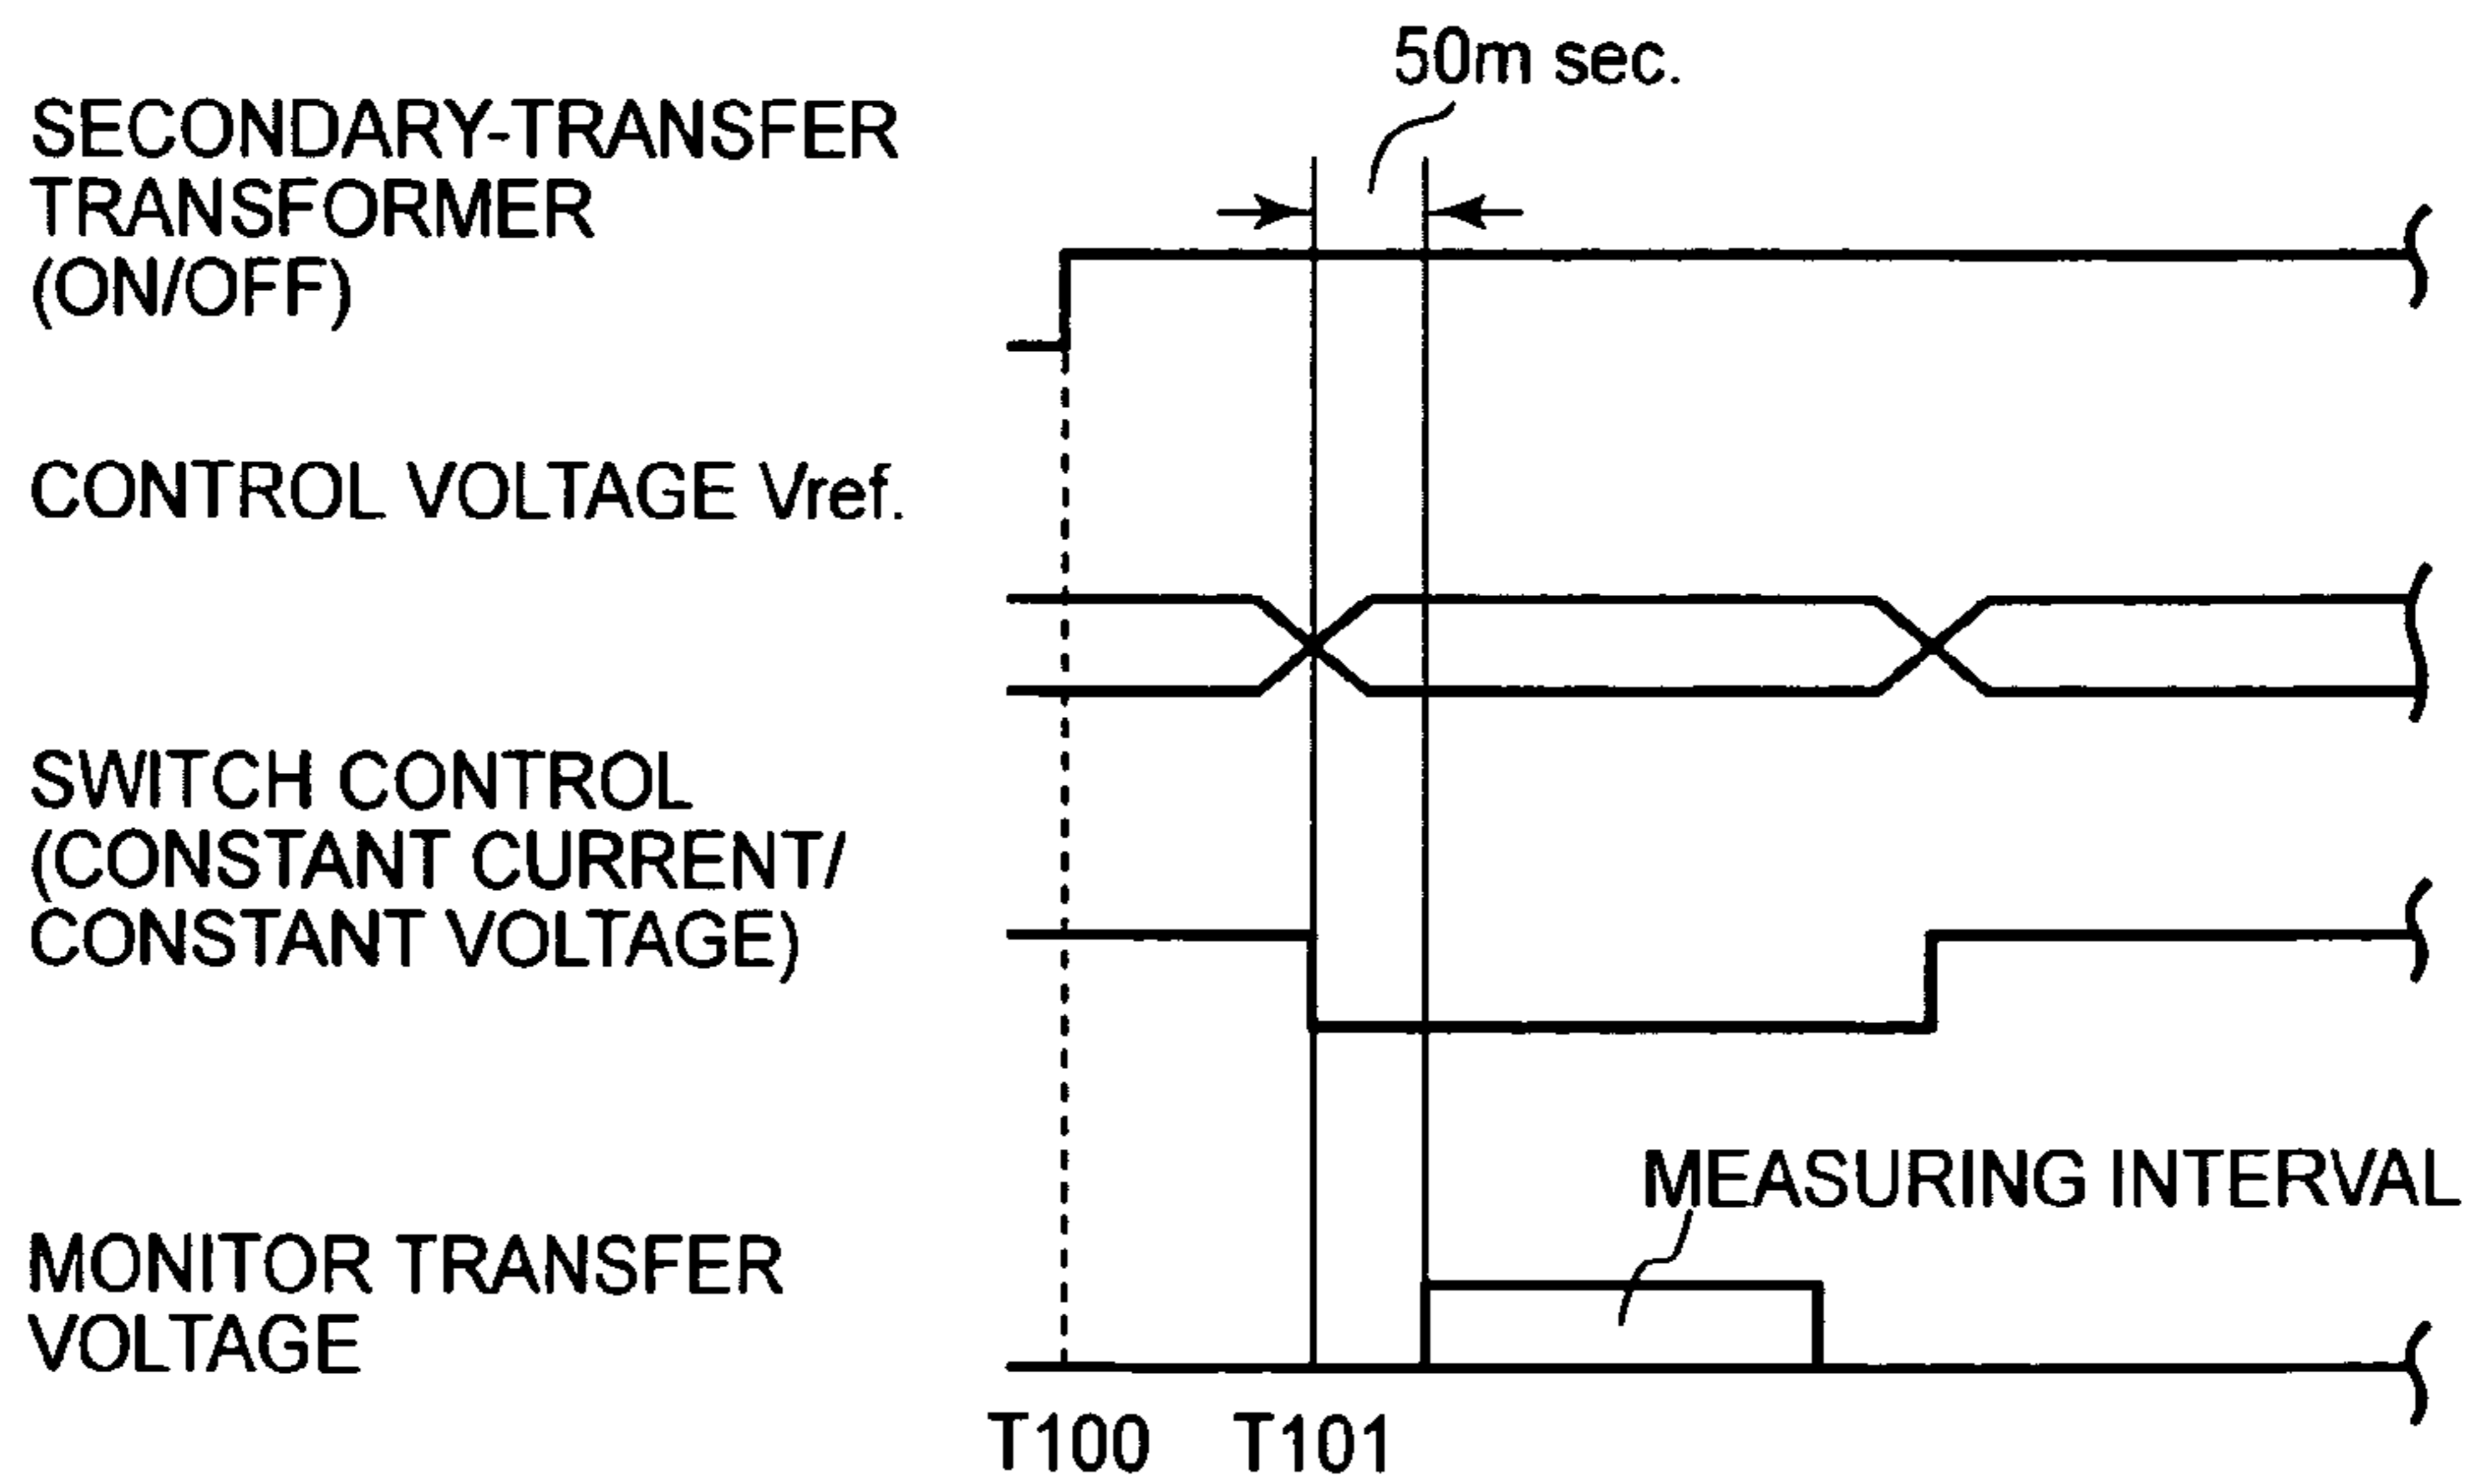 50m sec.
SECONDARY-TRANSFER
TRANSFORMER
(ON/OFF)
CONTROL VOLTAGE Vref.
SWITCH CONTROL
(CONSTANT CURRENT/
CONSTANT VOLTAGE)
MEASURING INTERVAL
MONITOR TRANSFER
VOLTAGE
T100 T101